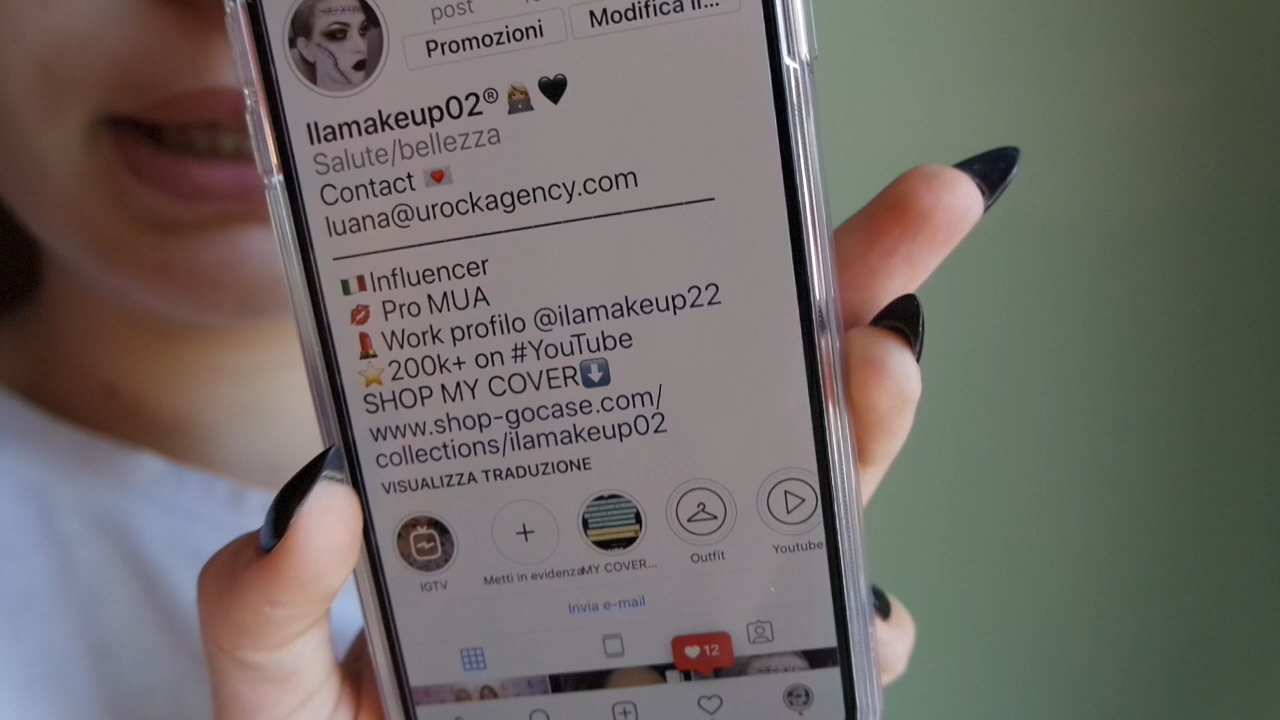 post
Promozioni
Modifica il...
Ilamakeup02®
Salute/bellezza
Contact
luana@urockagency.com
Influencer
Pro MUA
Work profilo @ilamakeup22
200k+ on #YouTube
SHOP MY COVER
www.shop-gocase.com/
collections/ilamakeup02
VISUALIZZA TRADUZIONE
IGTV
Metti in evidenza
MY COVER...
Outfit
Youtube
Invia e-mail
12